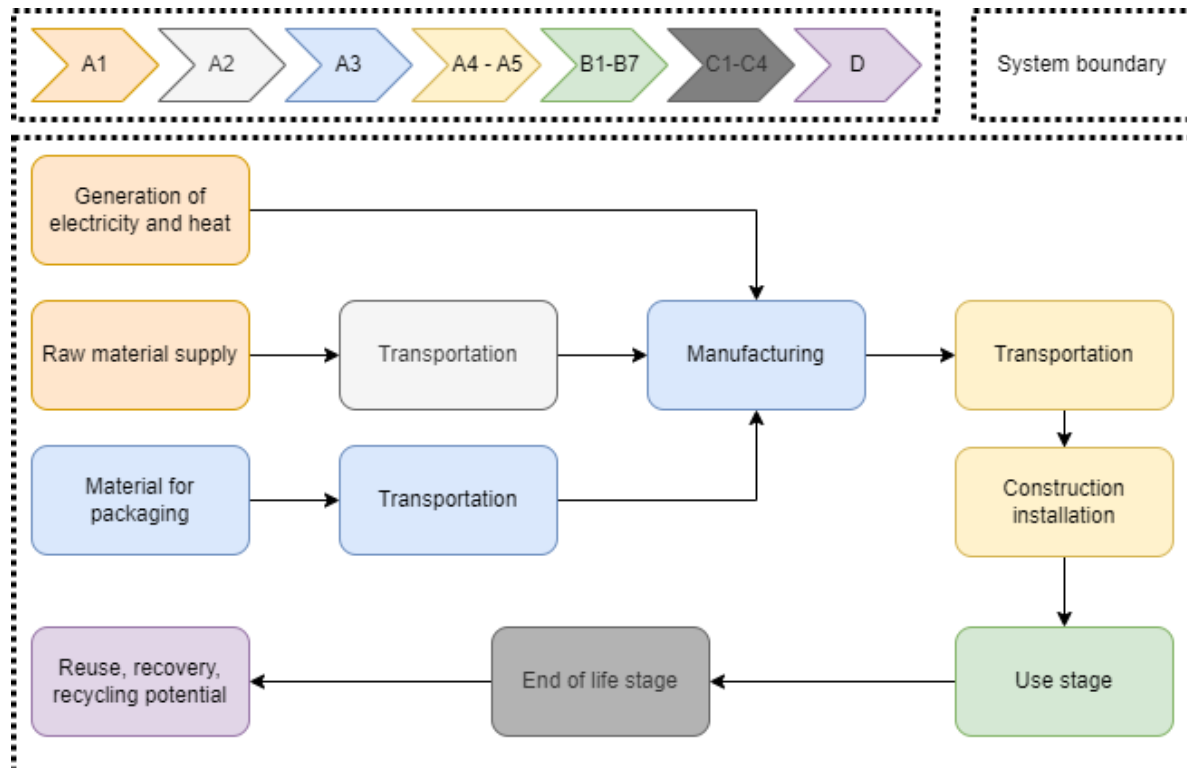 A1
A2
A3
A4 - A5
B1-B7
C1-C4
D
System boundary
Generation of
electricity and heat
Raw material supply
Transportation
Manufacturing
Transportation
Material for
packaging
Transportation
Construction
installation
Reuse, recovery,
recycling potential
End of life stage
Use stage